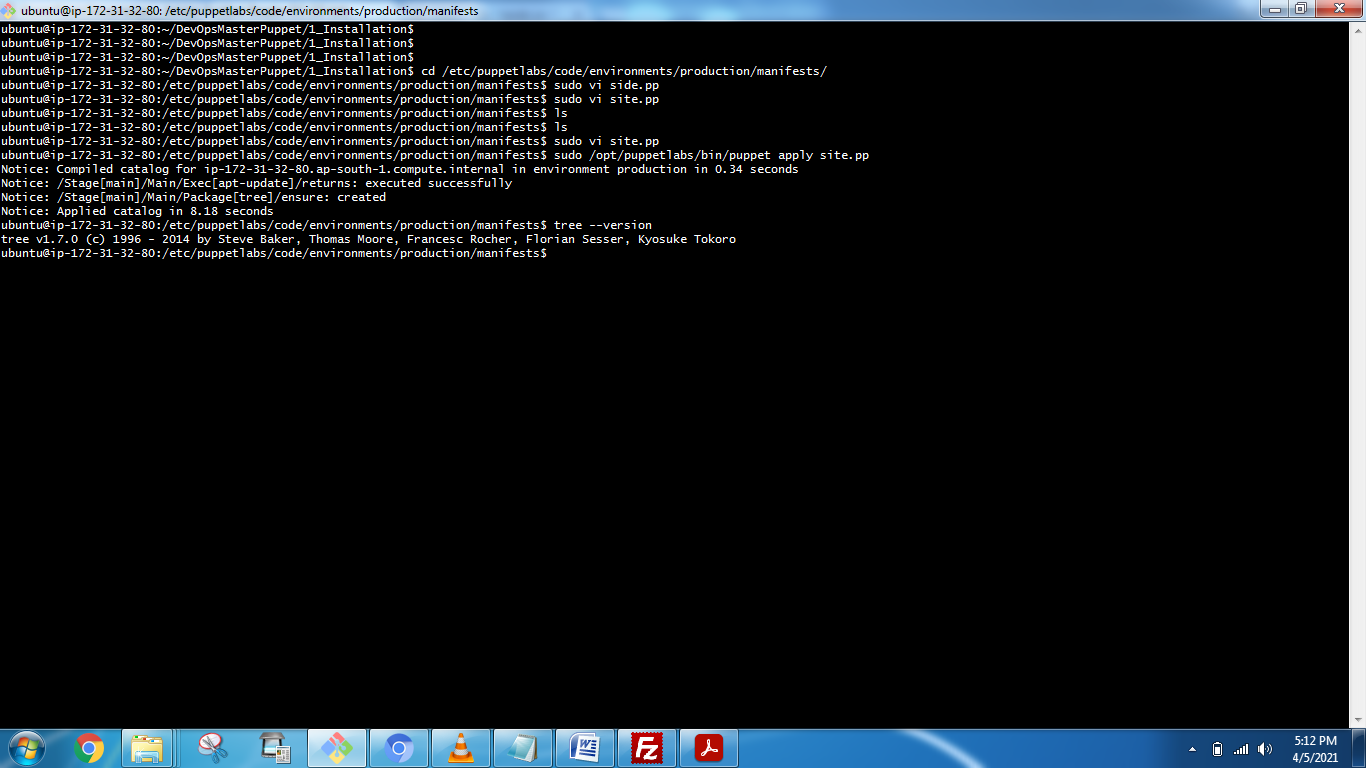 ubuntu@ip-172-31-32-80: /etc/puppetlabs/code/environments/production/manifests
ubuntu@ip-172-31-32-80:~/DevOpsMasterPuppet/1_Installation$
ubuntu@ip-172-31-32-80:~/DevOpsMasterPuppet/1_Installation$
ubuntu@ip-172-31-32-80:~/DevOpsMasterPuppet/1_Installation$
ubuntu@ip-172-31-32-80:~/DevOpsMasterPuppet/1_Installation$ cd /etc/puppetlabs/code/environments/production/manifests/
ubuntu@ip-172-31-32-80:/etc/puppetlabs/code/environments/production/manifests$ sudo vi side.pp
ubuntu@ip-172-31-32-80:/etc/puppetlabs/code/environments/production/manifests$ sudo vi site.pp
ubuntu@ip-172-31-32-80:/etc/puppetlabs/code/environments/production/manifests$ ls
ubuntu@ip-172-31-32-80:/etc/puppetlabs/code/environments/production/manifests$ ls
ubuntu@ip-172-31-32-80:/etc/puppetlabs/code/environments/production/manifests$ sudo vi site.pp
ubuntu@ip-172-31-32-80:/etc/puppetlabs/code/environments/production/manifests$ sudo /opt/puppetlabs/bin/puppet apply site.pp
Notice: Compiled catalog for ip-172-31-32-80.ap-south-1.compute.internal in environment production in 0.34 seconds
Notice: /Stage[main]/Main/Exec[apt-update]/returns: executed successfully
Notice: /Stage[main]/Main/Package[tree]/ensure: created
Notice: Applied catalog in 8.18 seconds
ubuntu@ip-172-31-32-80:/etc/puppetlabs/code/environments/production/manifests$ tree --version
tree v1.7.0 (c) 1996 - 2014 by Steve Baker, Thomas Moore, Francesc Rocher, Florian Sesser, Kyosuke Tokoro
ubuntu@ip-172-31-32-80:/etc/puppetlabs/code/environments/production/manifests$
W
Fz
5:12 PM
4/5/2021